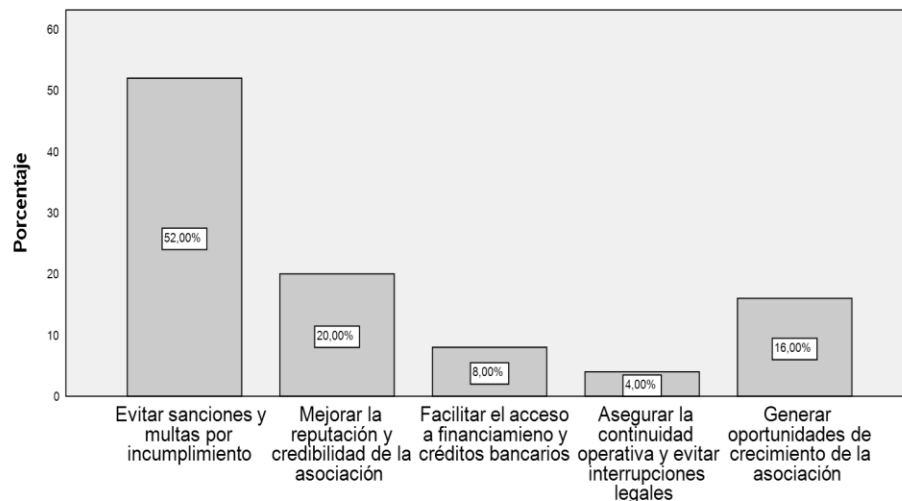 Porcentaje
60
50
40
30
20
10
0
52,00%
20,00%
8,00%
4,00%
16,00%
Evitar sanciones y
multas por
incumplimiento
Mejorar la
reputación y
credibilidad de la
asociación
Facilitar el acceso
a financiamieno y
créditos bancarios
Asegurar la
continuidad
operativa y evitar
interrupciones
legales
Generar
oportunidades de
crecimiento de la
asociación